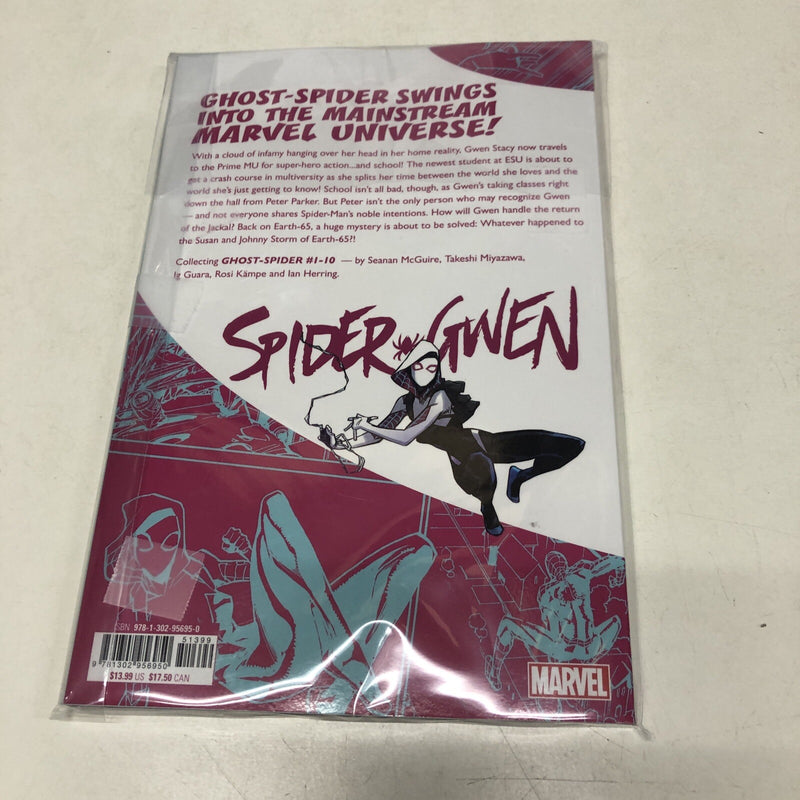 GHOST-SPIDER SWINGS
INTO THE MAINSTREAM
MARVEL UNIVERSE!
With a cloud of infamy hanging over her head in her home reality, Gwen Stacy now travels
to the Prime MU for super-hero action...and school! The newest student at ESU is about to
get a crash course in multiversity as she splits her time between the world she loves and the
world she's just getting to know! School isn't all bad, though, as Gwen's taking classes right
down the hall from Peter Parker. But Peter isn't the only person who may recognize Gwen
— and not everyone shares Spider-Man's noble intentions. How will Gwen handle the return
of the Jackal? Back on Earth-65, a huge mystery is about to be solved: Whatever happened to
the Susan and Johnny Storm of Earth-65?!
Collecting GHOST-SPIDER #1-10 — by Seanan McGuire, Takeshi Miyazawa,
Ig Guara, Rosi Kämpe and Ian Herring.
SPIDER GWEN
ISBN 978-1-302-95695-0
51399
9 781302 956950
$13.99 US $17.50 CAN
MARVEL